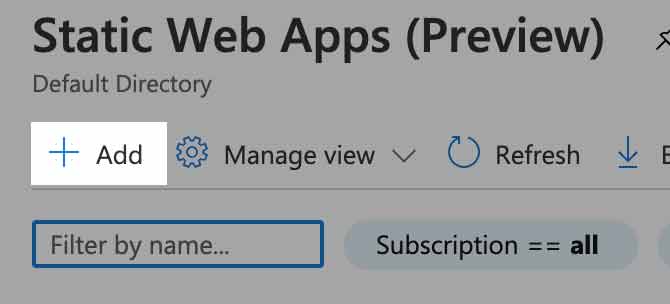 Static Web Apps (Preview)
Default Directory
Add Manage view Refresh
Filter by name... Subscription == all